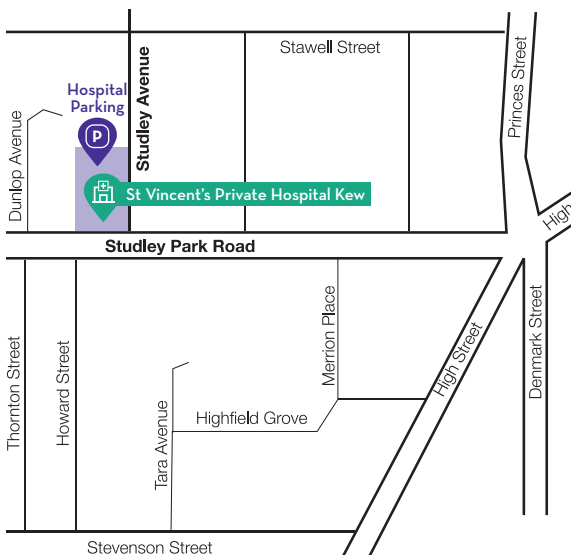 Stawell Street
Princes Street
Hospital
Parking
P
Studley Avenue
Dunlop Avenue
St Vincent's Private Hospital Kew
High
Studley Park Road
Thornton Street
Howard Street
Merrion Place
High Street
Denmark Street
Tara Avenue
Highfield Grove
Stevenson Street